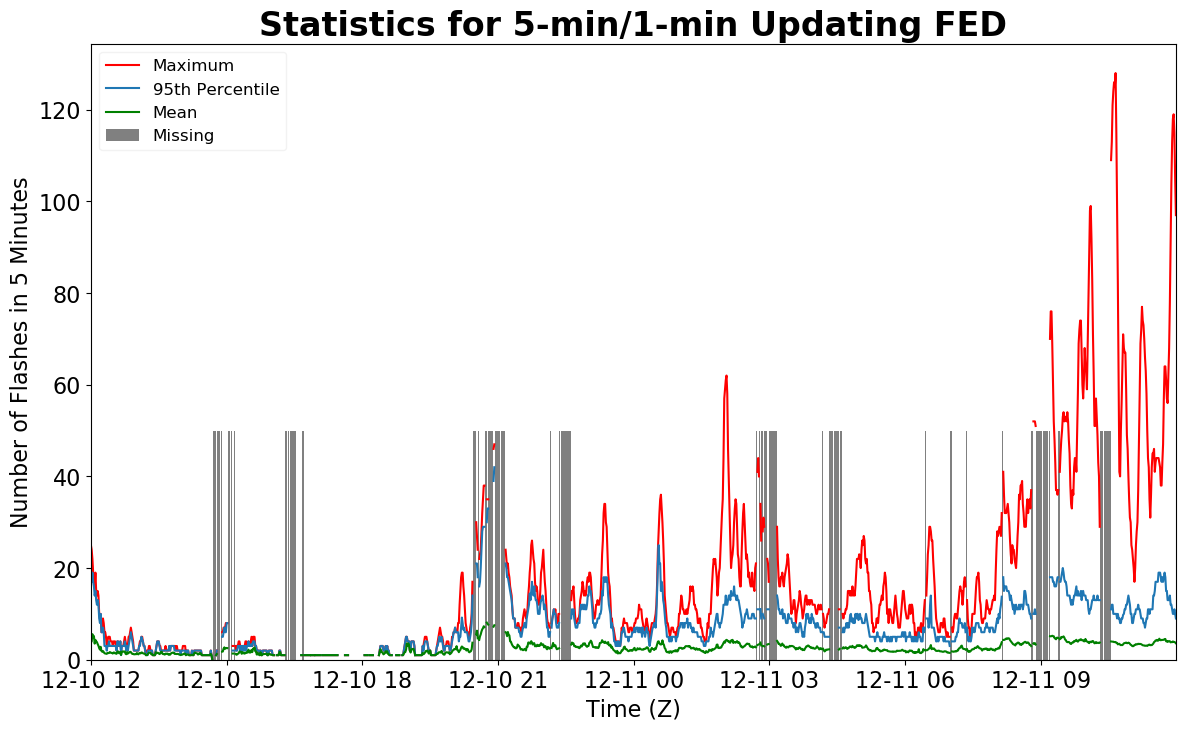 Statistics for 5-min/1-min Updating FED
Maximum
95th Percentile
Mean
Missing
Number of Flashes in 5 Minutes
120
100
80
60
40
20
0
12-10 12
12-10 15
12-10 18
12-10 21
12-11 00
12-11 03
12-11 06
12-11 09
Time (Z)